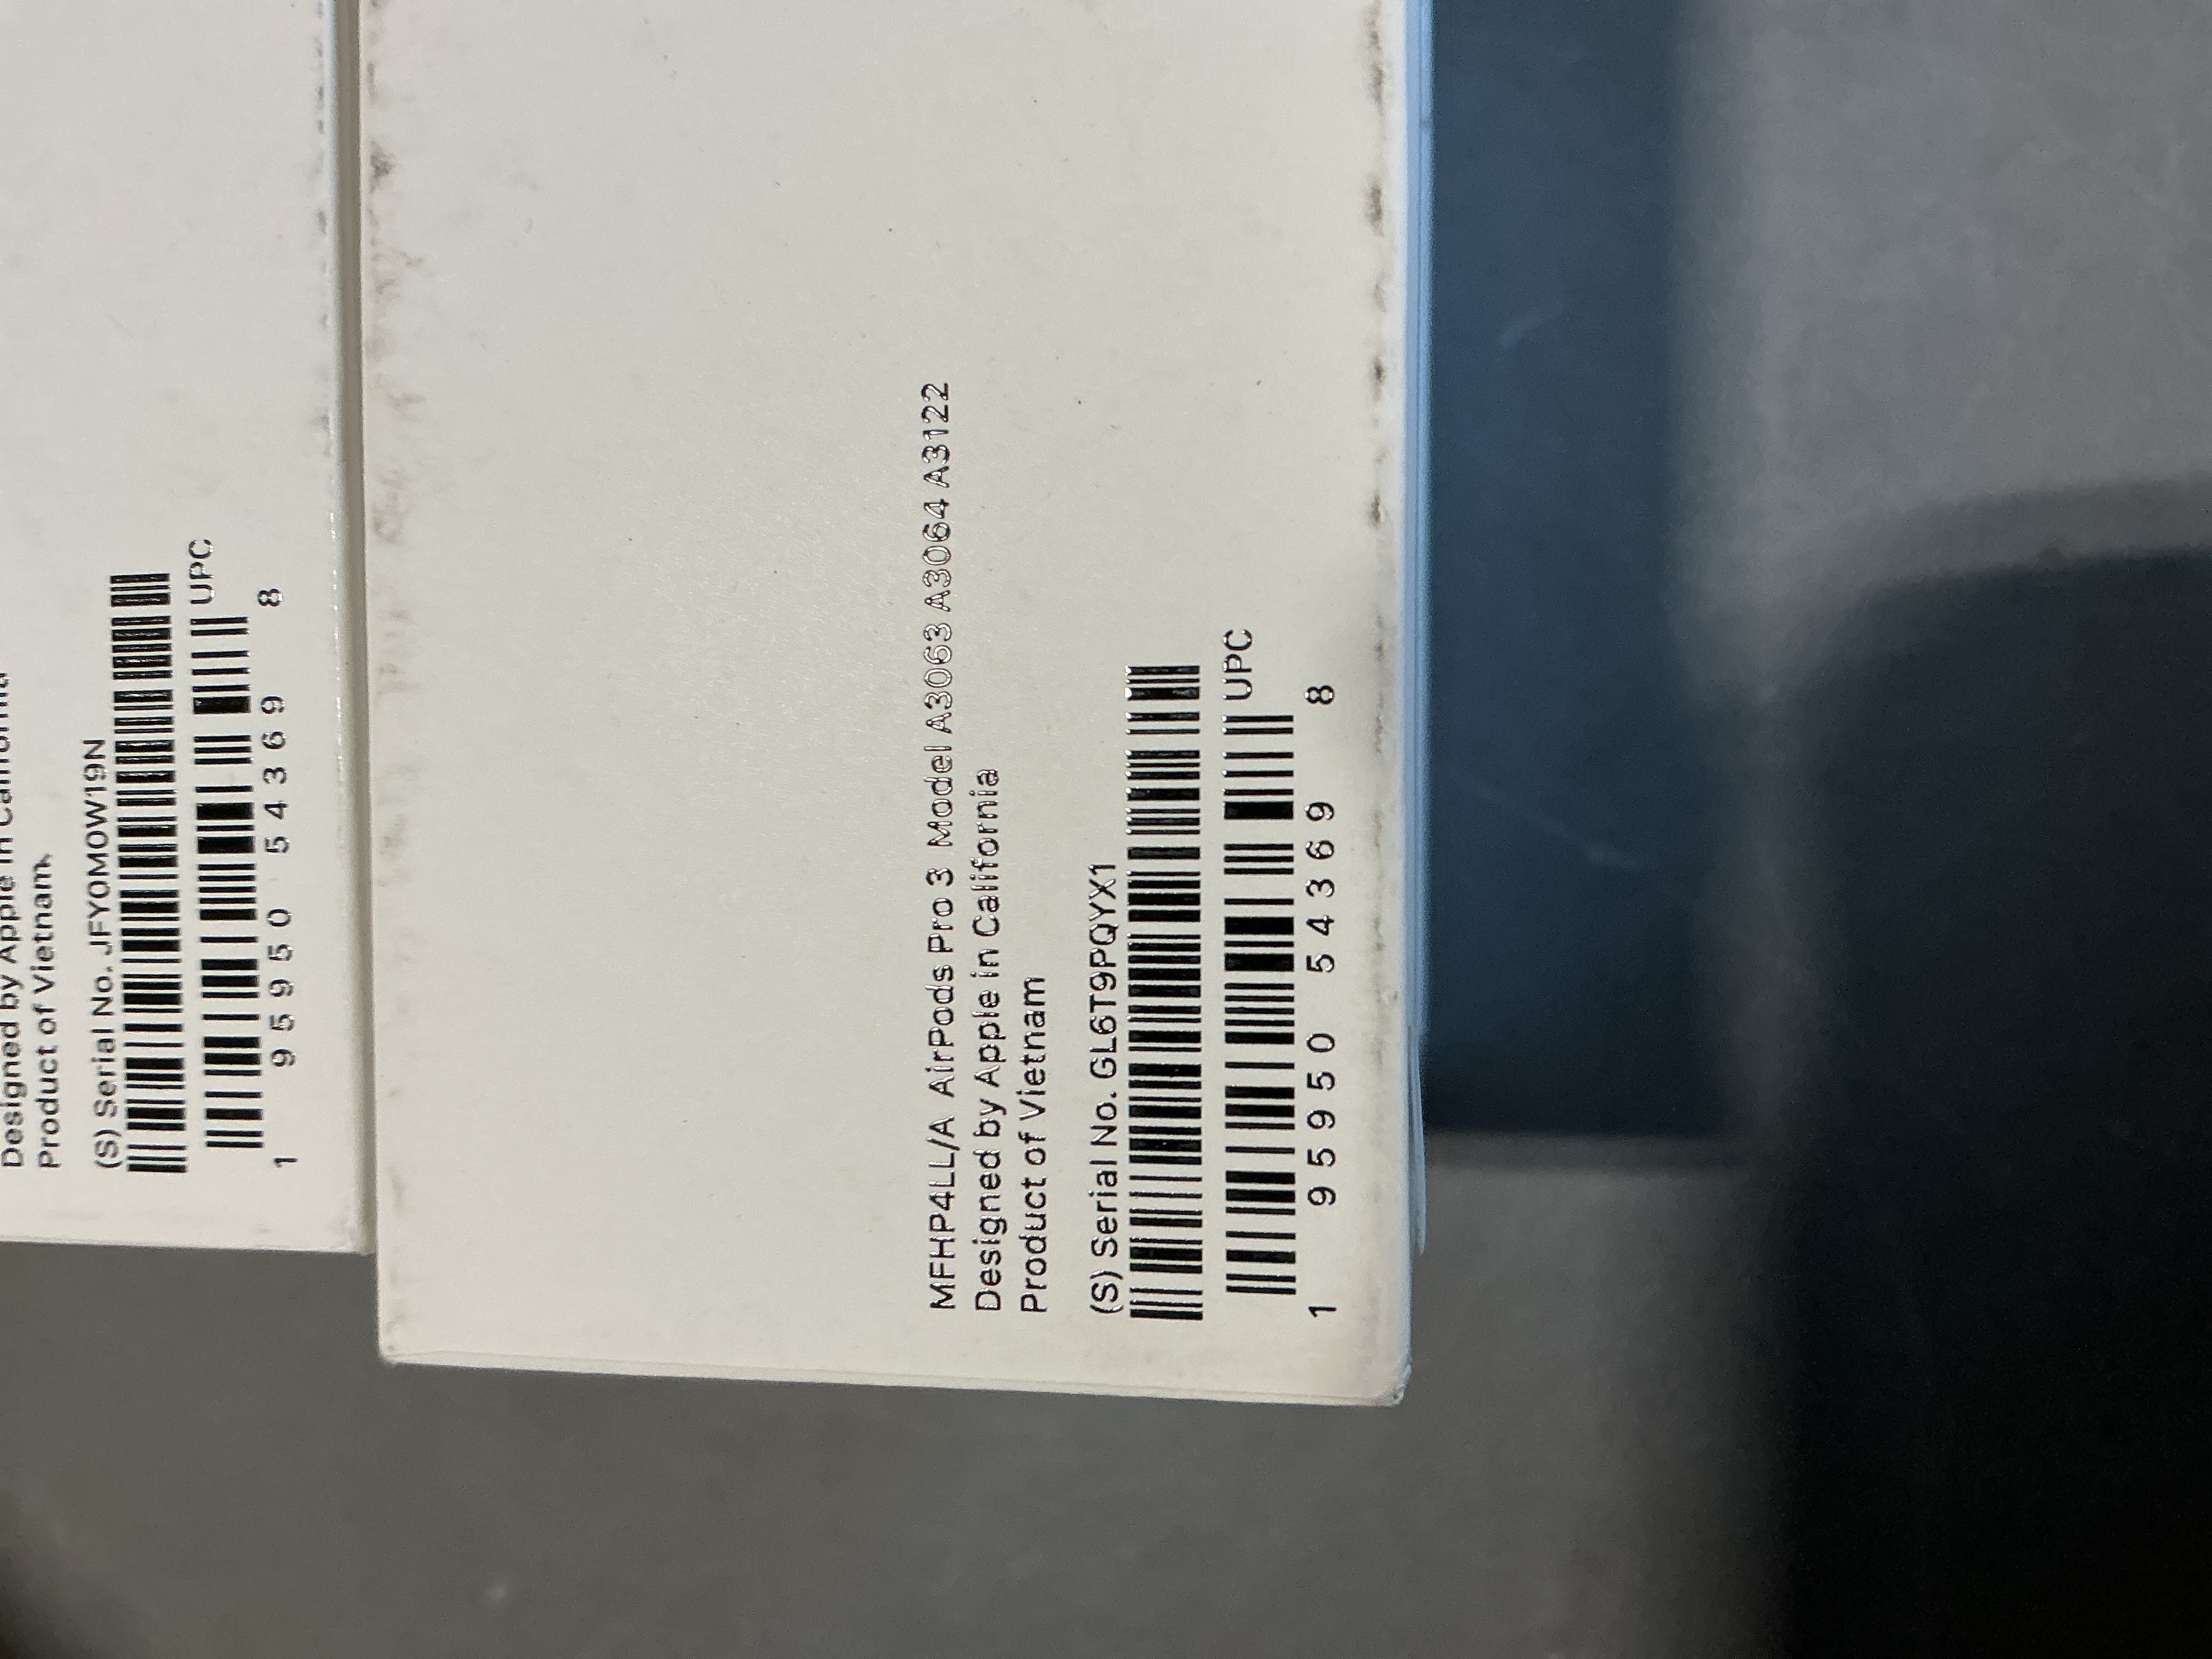 Designed by Apple in California
Product of Vietnam
(S) Serial No. JFY0M0W19N
UPC
1 95950 54369 8
MFHP4LL/A AirPods Pro 3 Model A3063 A3064 A3122
Designed by Apple in California
Product of Vietnam
(S) Serial No. GL6T9PQYX1
UPC
1 95950 54369 8